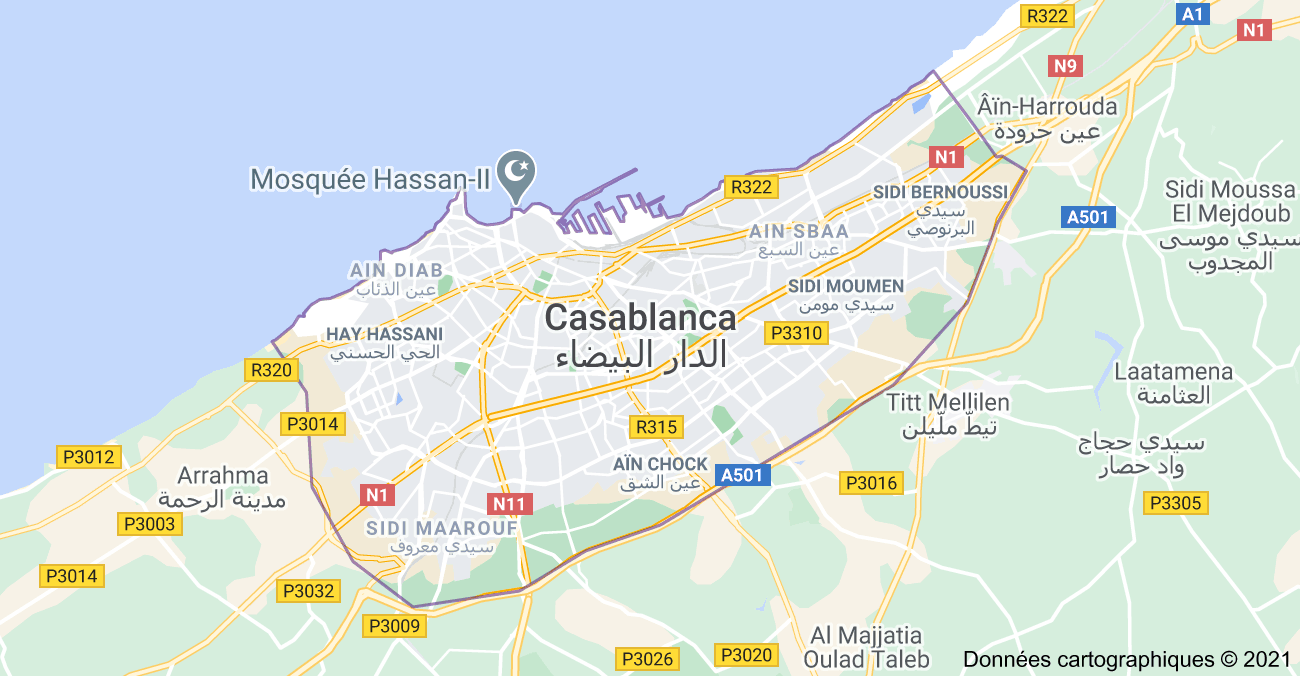 R322
A1
N1
N9
Âïn-Harrouda
عين حرودة
N1
Mosquée Hassan-II
R322
SIDI BERNOUSSI
سيدي
البرنوصي
Sidi Moussa
El Mejdoub
سيدي موسى
المجدوب
A501
AIN SBAA
عين السبع
AIN DIAB
عين الذئاب
SIDI MOUMEN
سيدي مومن
Casablanca
الدار البيضاء
HAY HASSANI
الحي الحسني
P3310
R320
Laatamena
العثامنة
Titt Mellilen
تيطّ ملّيلن
P3014
R315
سيدي حجاج
واد حصار
P3012
AÏN CHOCK
عين الشق
A501
Arrahma
مدينة الرحمة
P3016
N1
N11
P3305
P3003
SIDI MAAROUF
سيدي معروف
P3014
P3032
P3009
Al Majjatia
Oulad Taleb
P3026
P3020
Données cartographiques © 2021